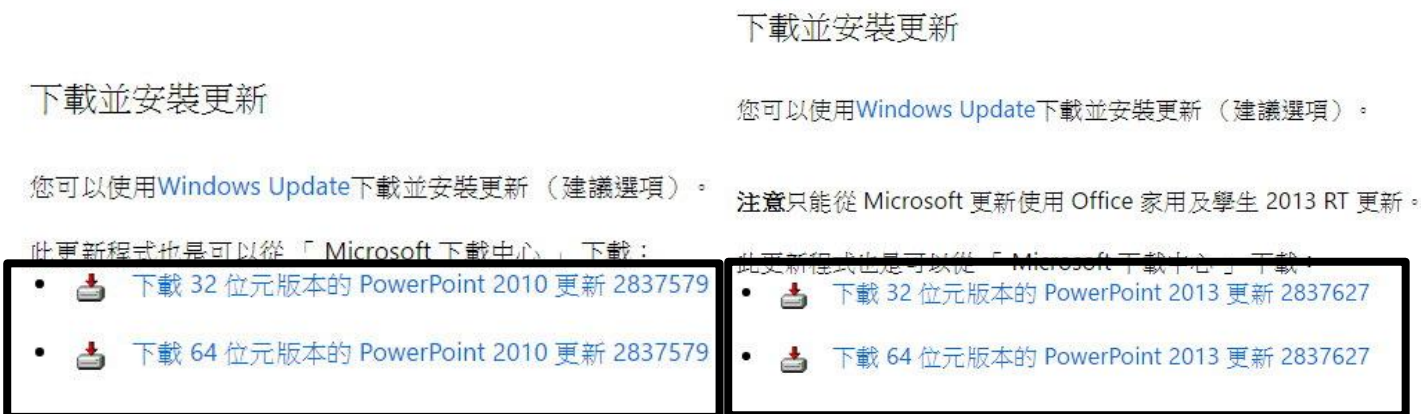 下載並安裝更新
您可以使用Windows Update下載並安裝更新 （建議選項）。
此更新程式也是可以從 「 Microsoft 下載中心 」 下載：
下載 32 位元版本的 PowerPoint 2010 更新 2837579
下載 64 位元版本的 PowerPoint 2010 更新 2837579
下載並安裝更新
您可以使用Windows Update下載並安裝更新 （建議選項）。
注意只能從 Microsoft 更新使用 Office 家用及學生 2013 RT 更新。
此更新程式也是可以從 「 Microsoft 下載中心 」 下載：
下載 32 位元版本的 PowerPoint 2013 更新 2837627
下載 64 位元版本的 PowerPoint 2013 更新 2837627